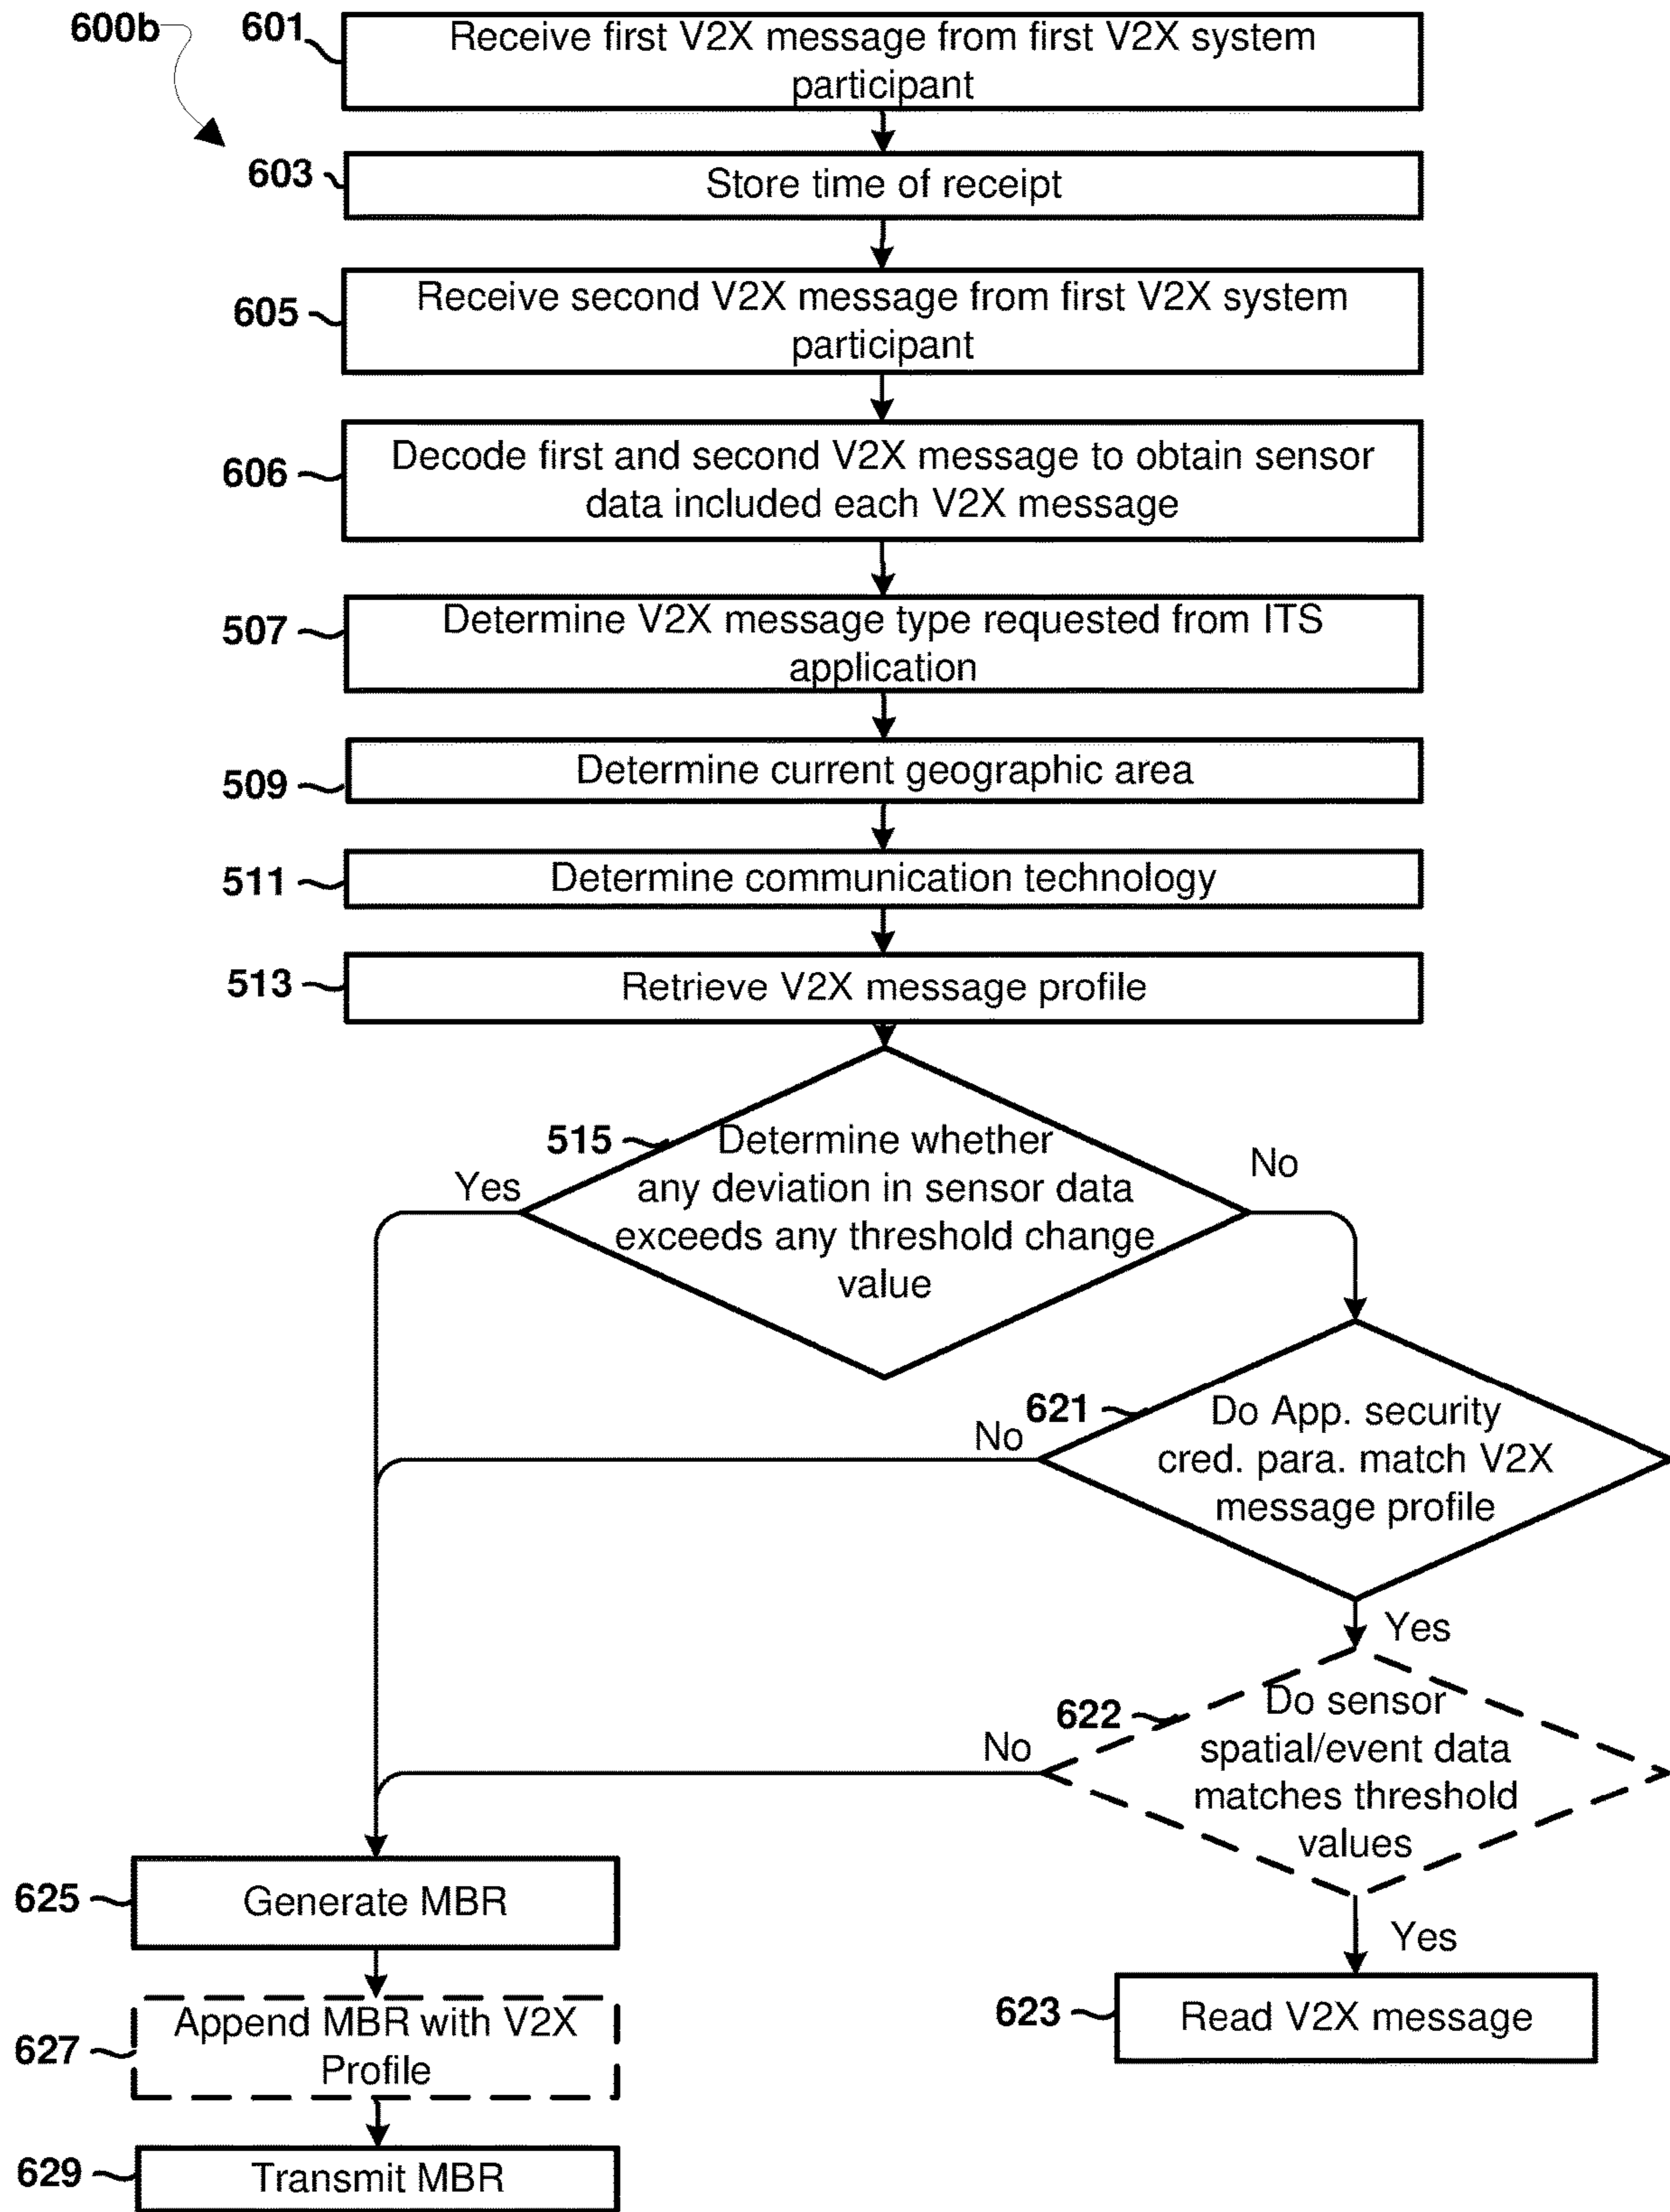 600b
601
Receive first V2X message from first V2X system
participant
603
Store time of receipt
605
Receive second V2X message from first V2X system
participant
606
Decode first and second V2X message to obtain sensor
data included each V2X message
507
Determine V2X message type requested from ITS
application
509
Determine current geographic area
511
Determine communication technology
513
Retrieve V2X message profile
515
Determine whether
any deviation in sensor data
exceeds any threshold change
value
Yes
No
621
Do App. security
cred. para. match V2X
message profile
No
Yes
622
Do sensor
spatial/event data
matches threshold
values
No
Yes
625
Generate MBR
623
Read V2X message
627
Append MBR with V2X
Profile
629
Transmit MBR